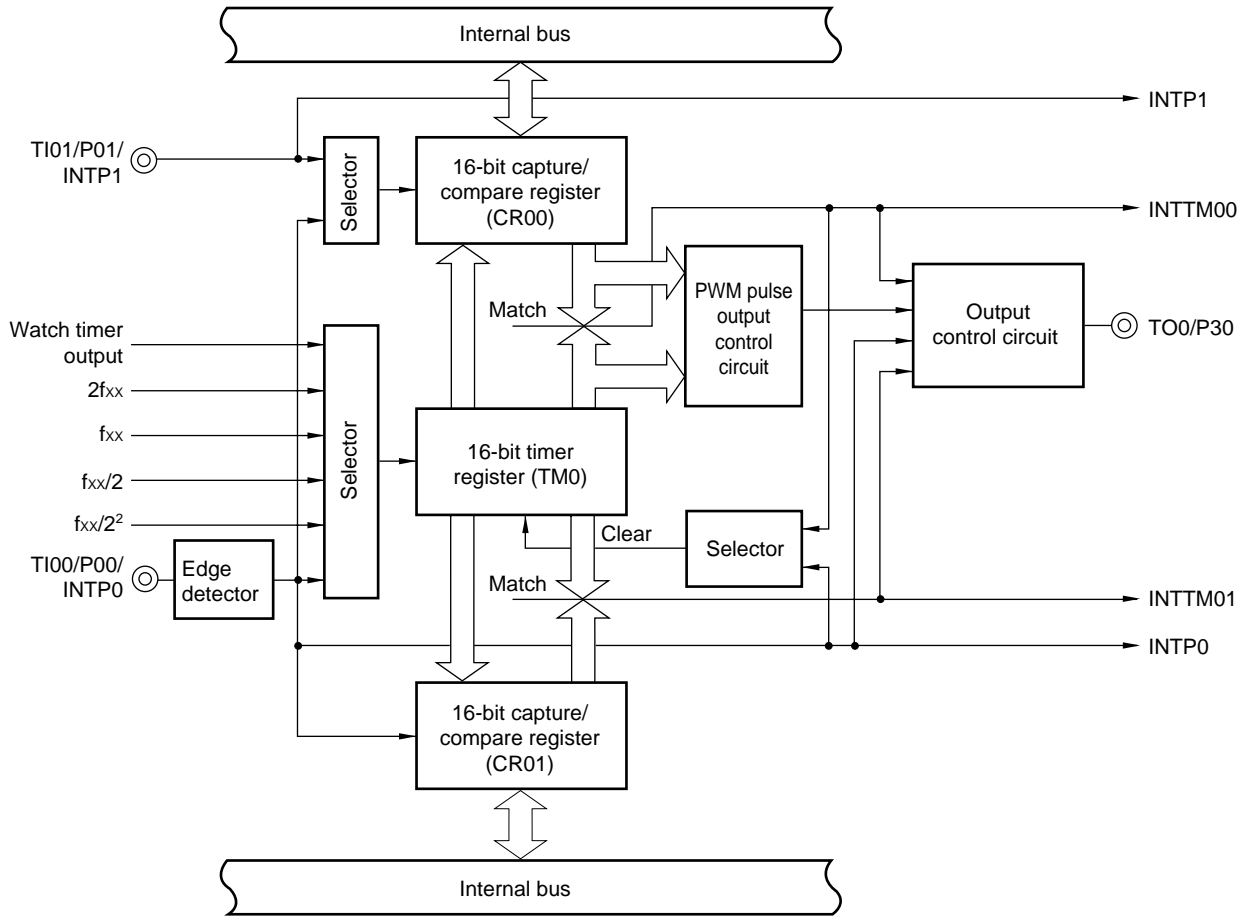 Internal bus
INTP1
TI01/P01/
INTP1
Selector
16-bit capture/
compare register
(CR00)
INTTM00
PWM pulse
output
control
circuit
Output
control circuit
TO0/P30
Match
Watch timer
output
2fxx
fxx
fxx/2
fxx/2²
Selector
16-bit timer
register (TM0)
TI00/P00/
INTP0
Edge
detector
Clear
Selector
Match
INTTM01
INTP0
16-bit capture/
compare register
(CR01)
Internal bus